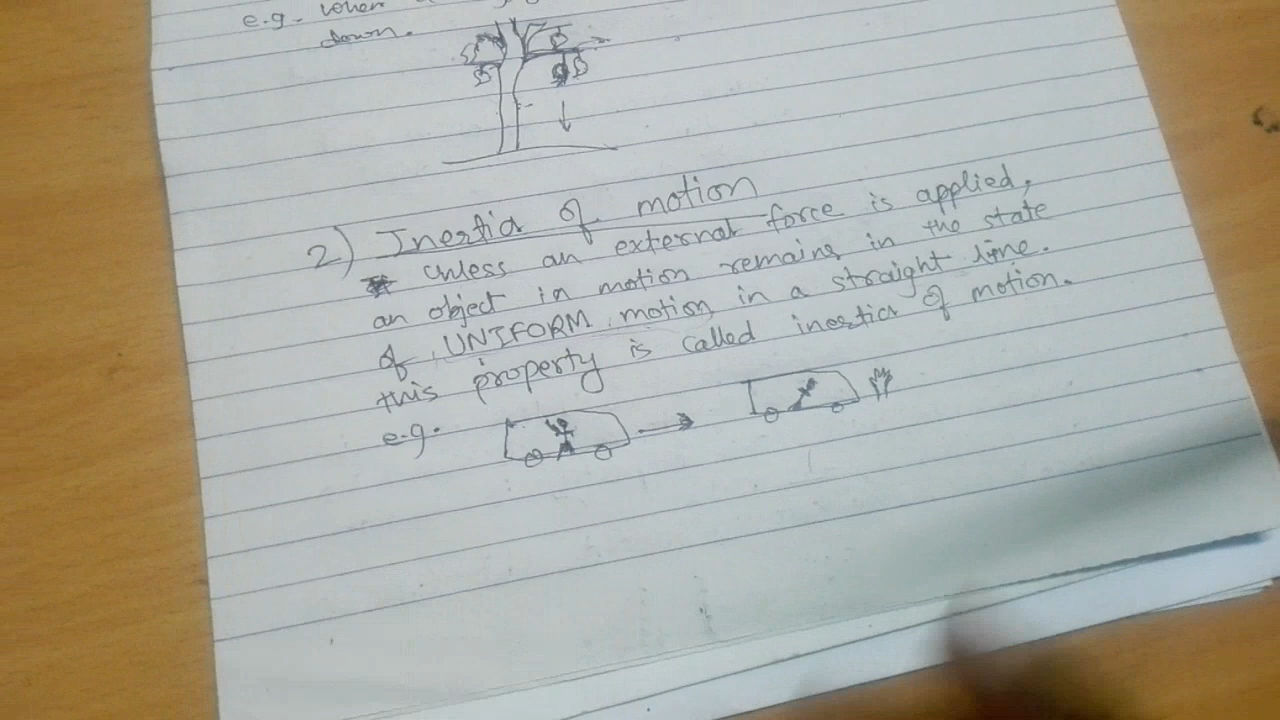 e.g. when
down.
2) Inertia of motion
unless an external force is applied,
an object in motion remains in the state
of UNIFORM motion in a straight line.
this property is called inertia of motion.
e.g.